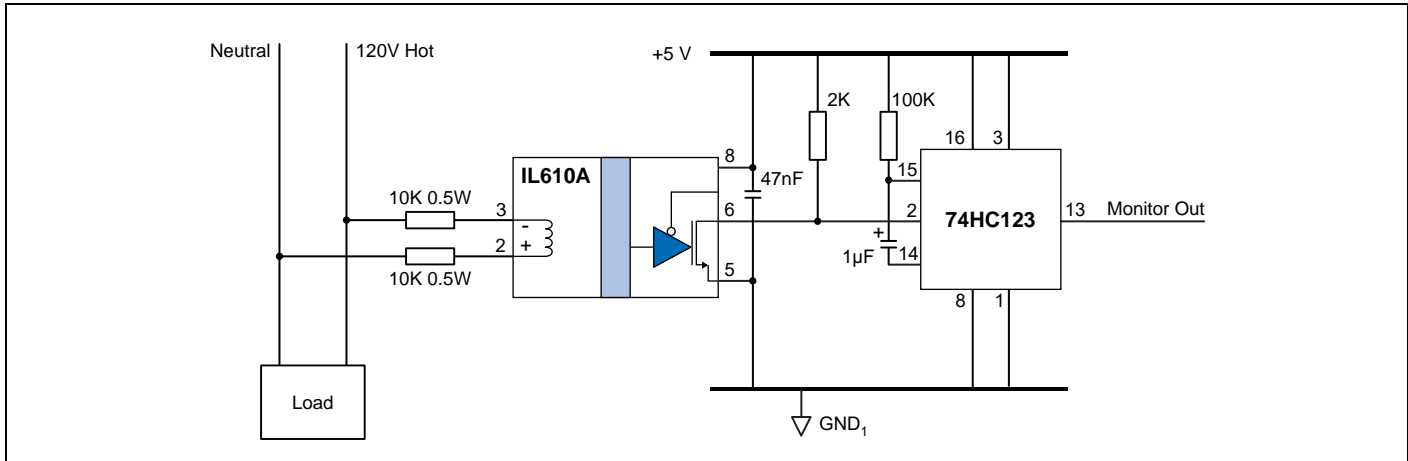 Neutral
120V Hot
+5 V
2K
100K
16
3
8
15
IL610A
47nF
10K 0.5W
3
-
6
2
74HC123
13
Monitor Out
2
+
+
1µF
14
5
10K 0.5W
8
1
Load
GND1